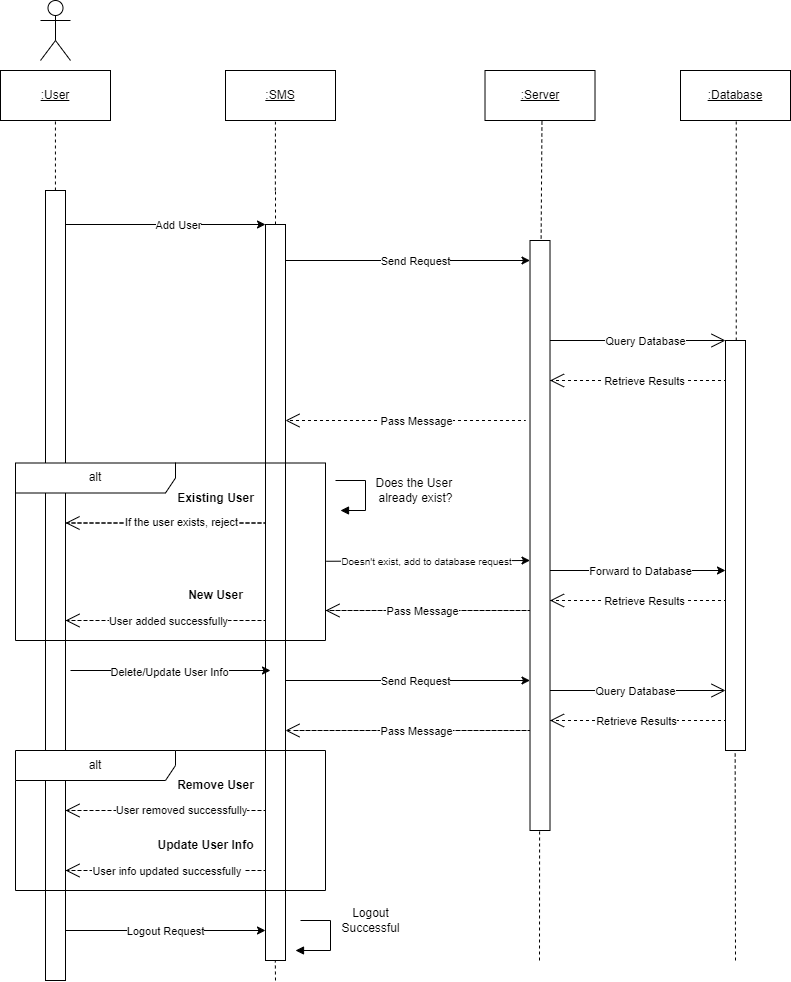 :User
:SMS
:Server
:Database
Add User
Send Request
Query Database
Retrieve Results
Pass Message
alt
Does the User
already exist?
Existing User
If the user exists, reject
Doesn't exist, add to database request
Forward to Database
New User
Retrieve Results
Pass Message
User added successfully
Delete/Update User Info
Send Request
Query Database
Retrieve Results
Pass Message
alt
Remove User
User removed successfully
Update User Info
User info updated successfully
Logout
Successful
Logout Request